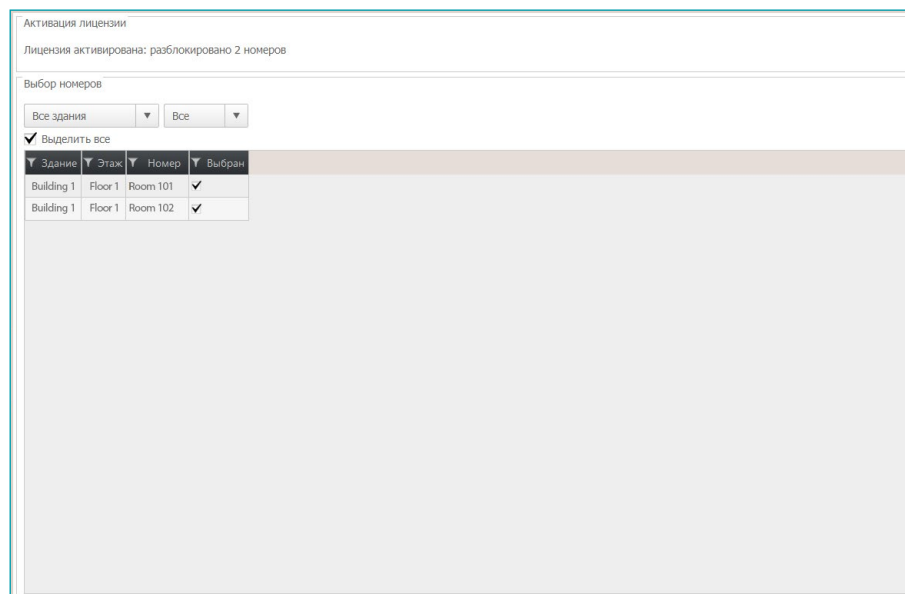 Активация лицензии
Лицензия активирована: разблокировано 2 номеров
Выбор номеров
Все здания Все
Выделить все
Здание Этаж Номер Выбран
Building 1 Floor 1 Room 101
Building 1 Floor 1 Room 102